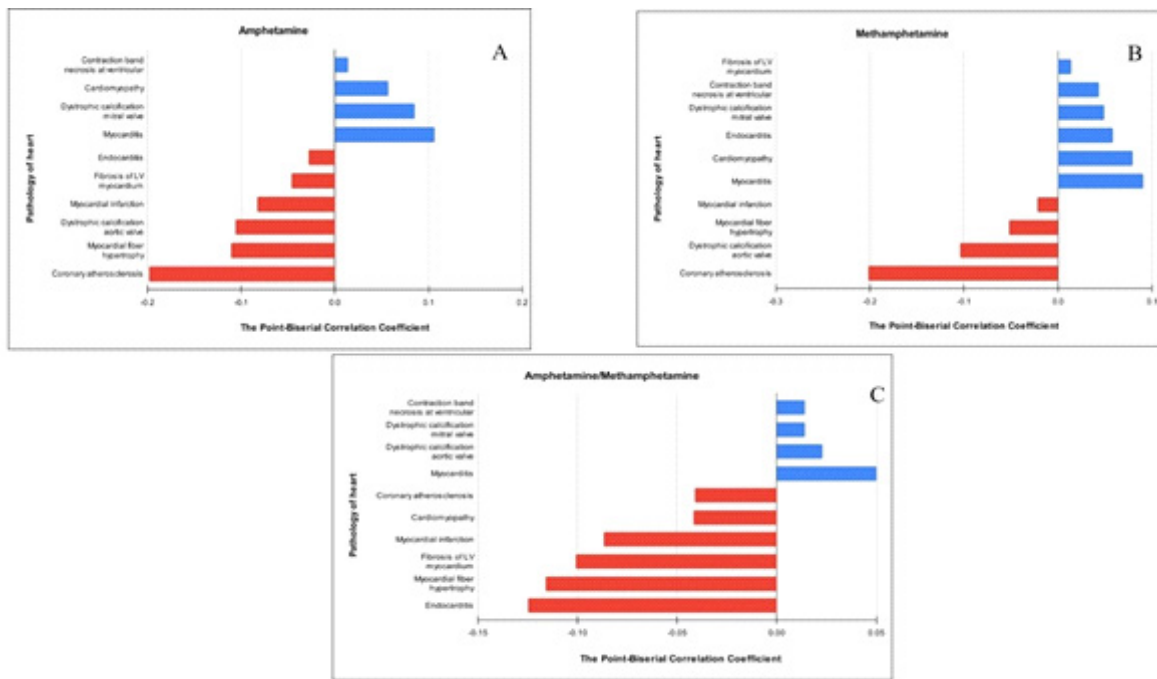 Amphetamine
A
Pathology of heart
Contraction band
necrosis at ventricular
Cardiomyopathy
Dystrophic calcification
mitral valve
Myocarditis
Endocarditis
Fibrosis of LV
myocardium
Myocardial infarction
Dystrophic calcification
aortic valve
Myocardial fiber
hypertrophy
Coronary atherosclerosis
-0.2
-0.1
0.0
0.1
0.2
The Point-Biserial Correlation Coefficient
Methamphetamine
B
Pathology of heart
Fibrosis of LV
myocardium
Contraction band
necrosis at ventricular
Dystrophic calcification
mitral valve
Endocarditis
Cardiomyopathy
Myocarditis
Myocardial infarction
Myocardial fiber
hypertrophy
Dystrophic calcification
aortic valve
Coronary atherosclerosis
-0.3
-0.2
-0.1
0.0
0.1
The Point-Biserial Correlation Coefficient
Amphetamine/Methamphetamine
C
Pathology of heart
Contraction band
necrosis at ventricular
Dystrophic calcification
mitral valve
Dystrophic calcification
aortic valve
Myocarditis
Coronary atherosclerosis
Cardiomyopathy
Myocardial infarction
Fibrosis of LV
myocardium
Myocardial fiber
hypertrophy
Endocarditis
-0.15
-0.10
-0.05
0.00
0.05
The Point-Biserial Correlation Coefficient